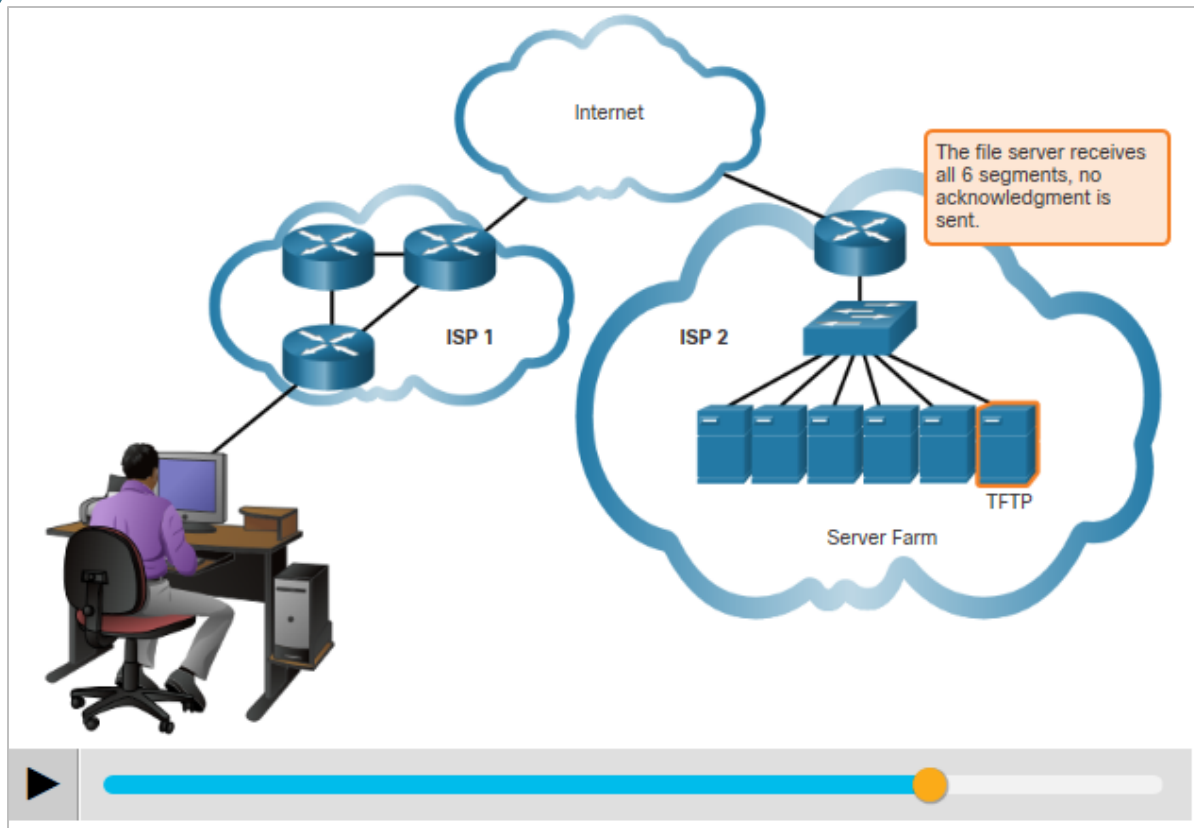 Internet
The file server receives
all 6 segments, no
acknowledgment is
sent.
ISP 1
ISP 2
TFTP
Server Farm